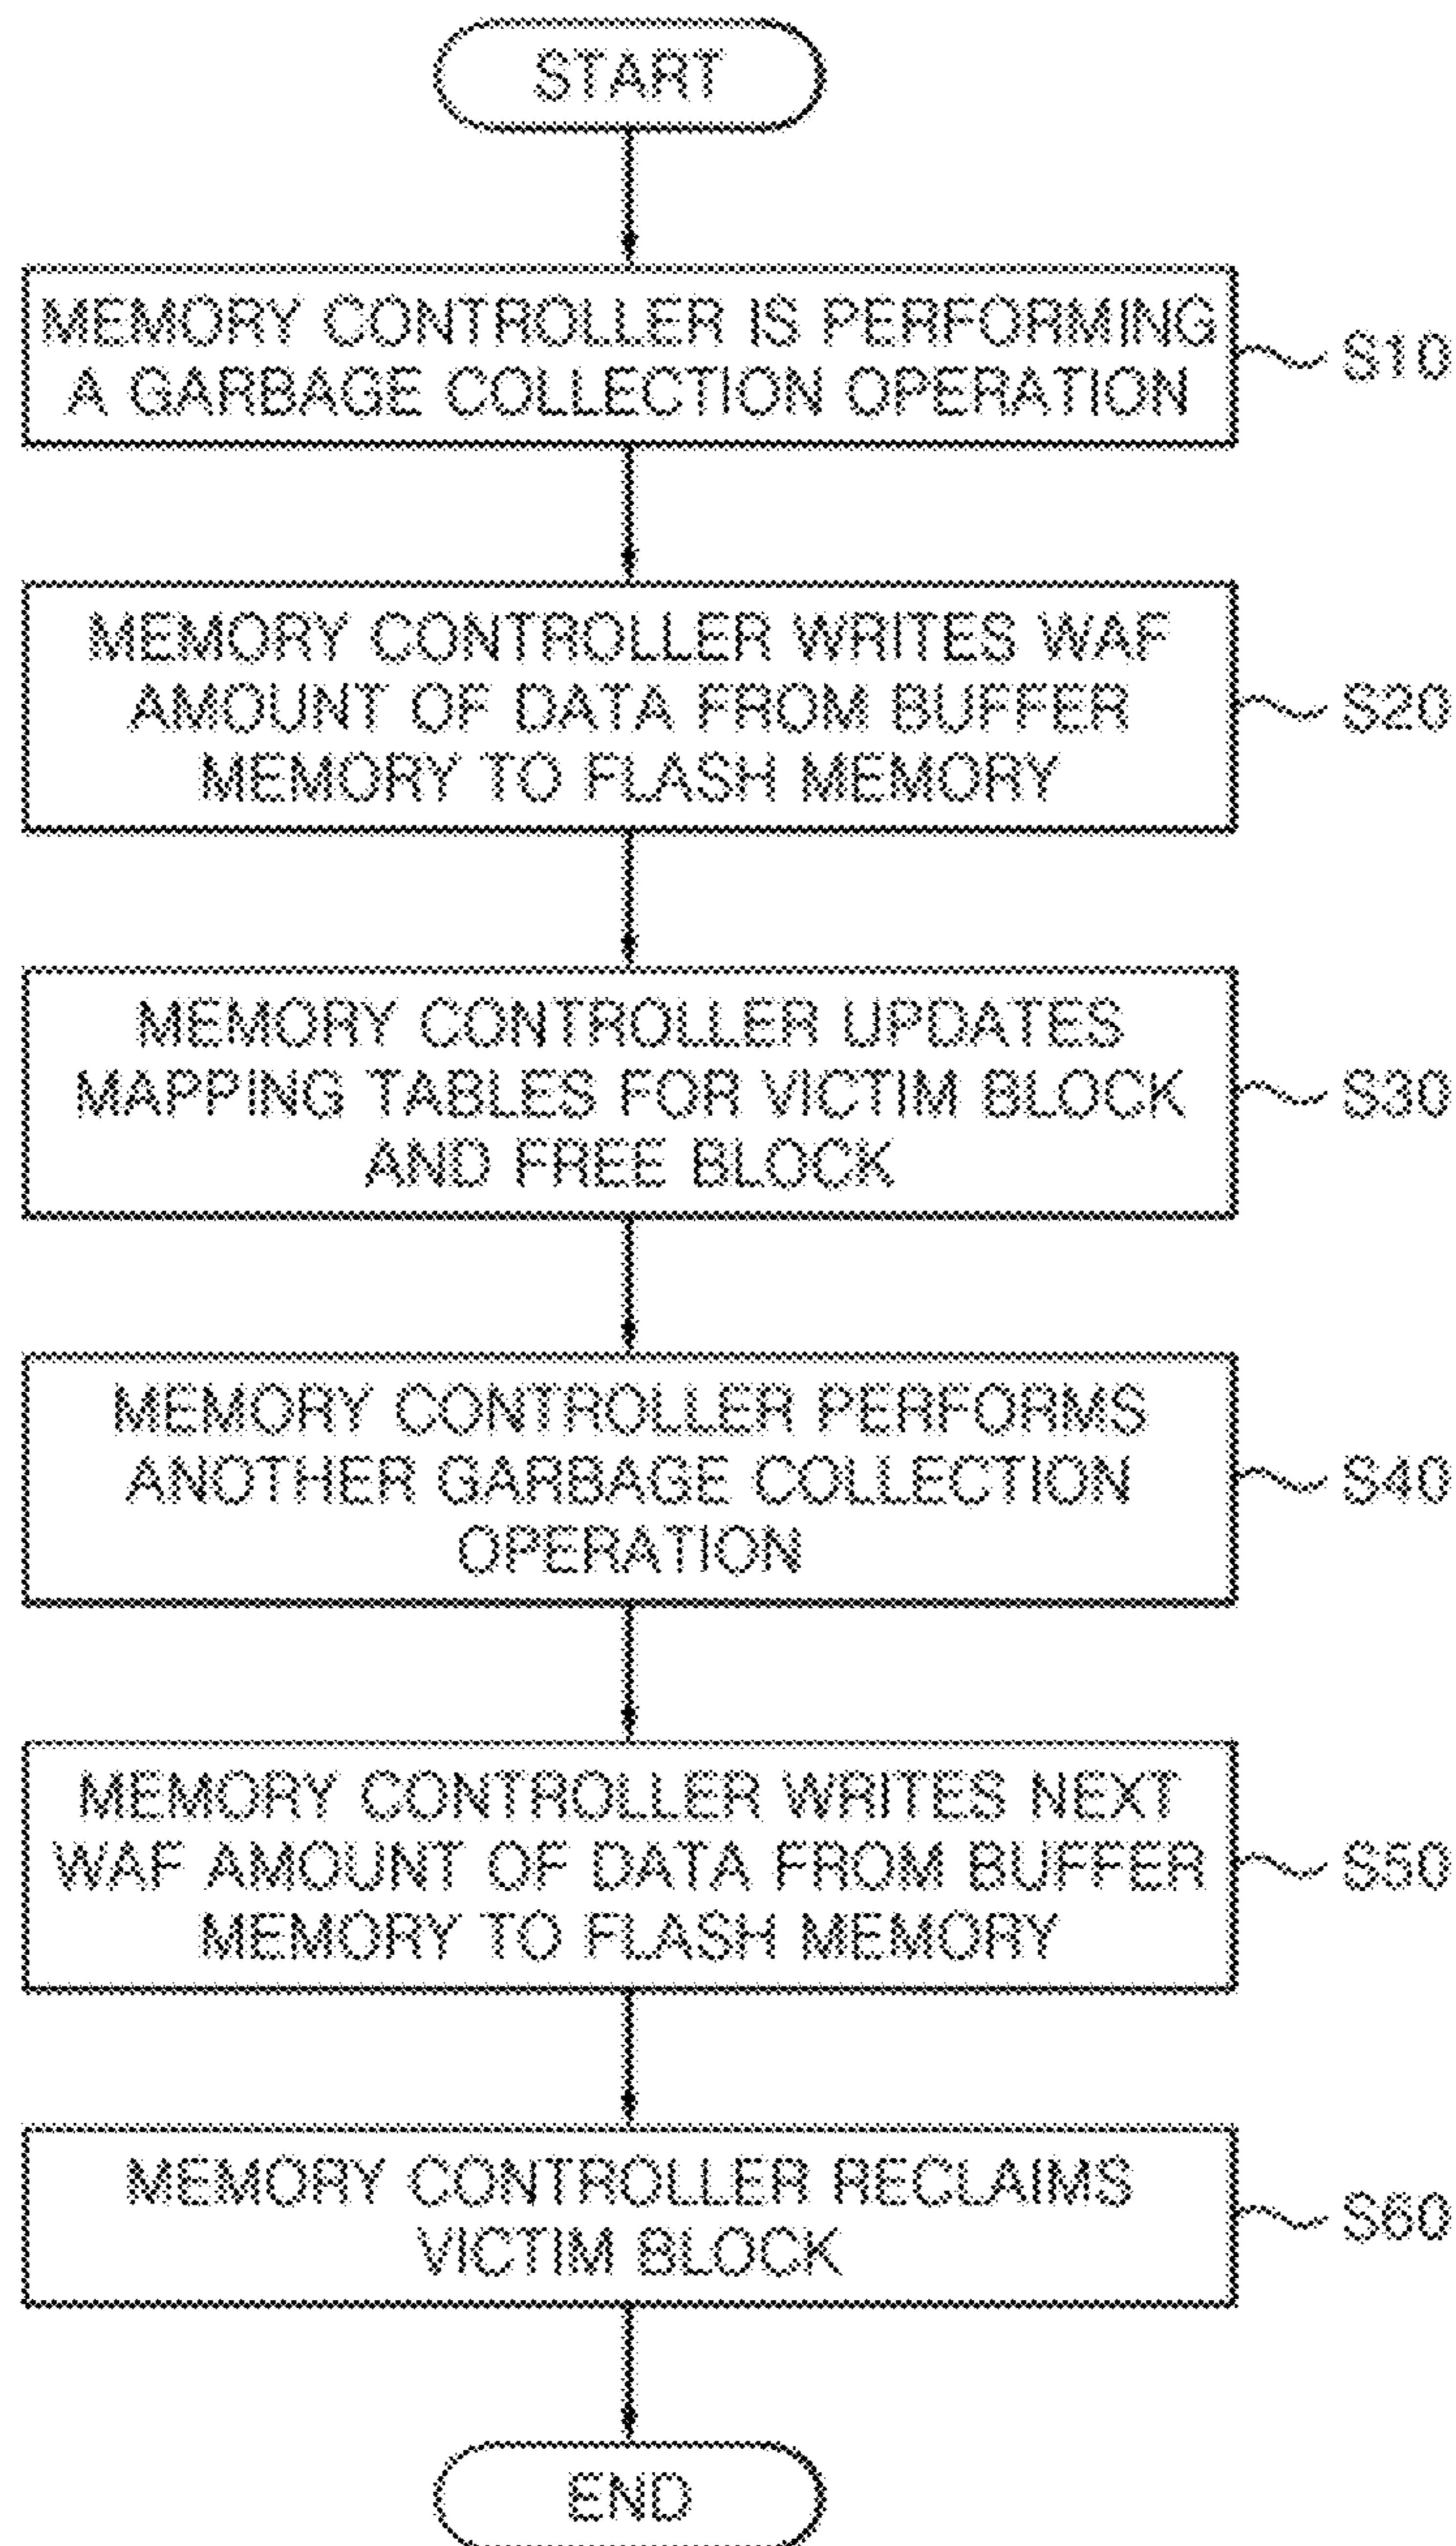 START
MEMORY CONTROLLER IS PERFORMING
A GARBAGE COLLECTION OPERATION
S10
MEMORY CONTROLLER WRITES WAF
AMOUNT OF DATA FROM BUFFER
MEMORY TO FLASH MEMORY
S20
MEMORY CONTROLLER UPDATES
MAPPING TABLES FOR VICTIM BLOCK
AND FREE BLOCK
S30
MEMORY CONTROLLER PERFORMS
ANOTHER GARBAGE COLLECTION
OPERATION
S40
MEMORY CONTROLLER WRITES NEXT
WAF AMOUNT OF DATA FROM BUFFER
MEMORY TO FLASH MEMORY
S50
MEMORY CONTROLLER RECLAIMS
VICTIM BLOCK
S60
END